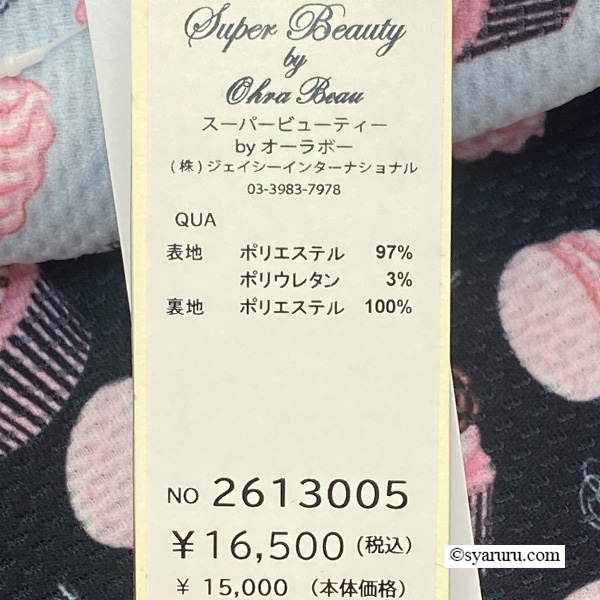 Super Beauty
by
Ohra Beau
スーパービューティー
by オーラボー
(株)ジェイシーインターナショナル
03-3983-7978
QUA
表地 ポリエステル 97%
ポリウレタン 3%
裏地 ポリエステル 100%
NO 2613005
¥16,500 (税込)
¥ 15,000 (本体価格)
©syaruru.com